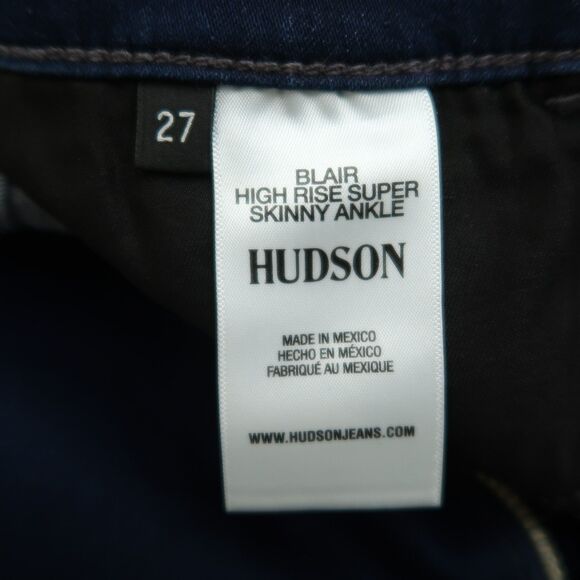 27
BLAIR
HIGH RISE SUPER
SKINNY ANKLE
HUDSON
MADE IN MEXICO
HECHO EN MÉXICO
FABRIQUÉ AU MEXIQUE
WWW.HUDSONJEANS.COM